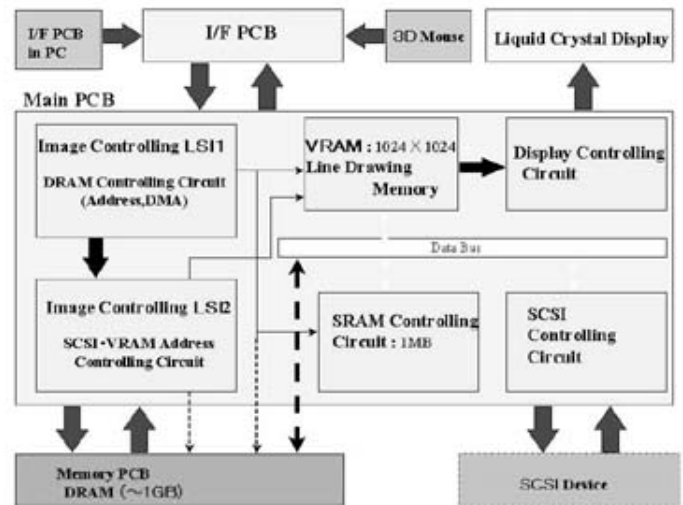 I/F PCB
in PC
I/F PCB
3D Mouse
Liquid Crystal Display
Main PCB
Image Controlling LSI1
DRAM Controlling Circuit
(Address,DMA)
VRAM : 1024 × 1024
Line Drawing
Memory
Display Controlling
Circuit
Data Bus
Image Controlling LSI2
SCSI・VRAM Address
Controlling Circuit
SRAM Controlling
Circuit : 1MB
SCSI
Controlling
Circuit
Memory PCB
DRAM (～1GB)
SCSI Device